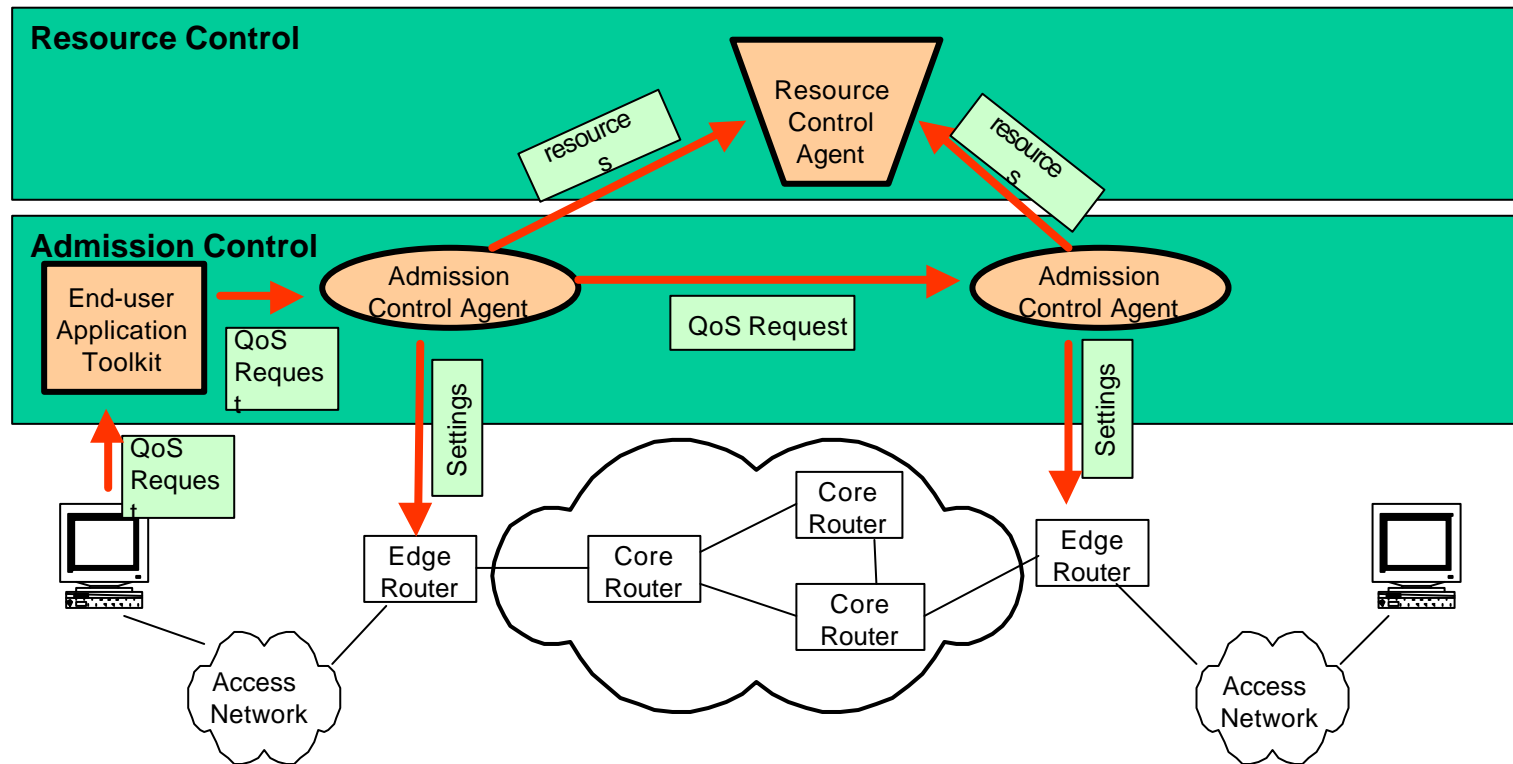 Resource Control
Resource
Control
Agent
resource
s
resource
s
Admission Control
End-user
Application
Toolkit
QoS
Reques
t
Admission
Control Agent
QoS Request
Admission
Control Agent
QoS
Reques
t
Settings
Settings
Edge
Router
Core
Router
Core
Router
Core
Router
Edge
Router
Access
Network
Access
Network